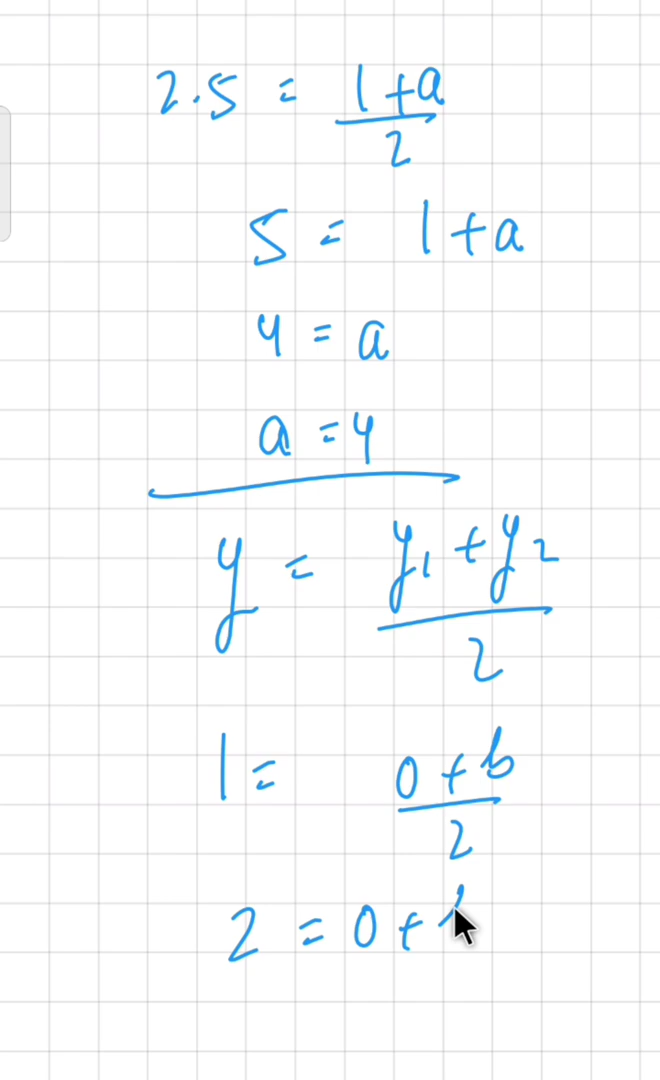 2.5 = (1+a)/2
5 = 1+a
4 = a
a = 4
y = (y₁+y₂)/2
1 = (0+b)/2
2 = 0+